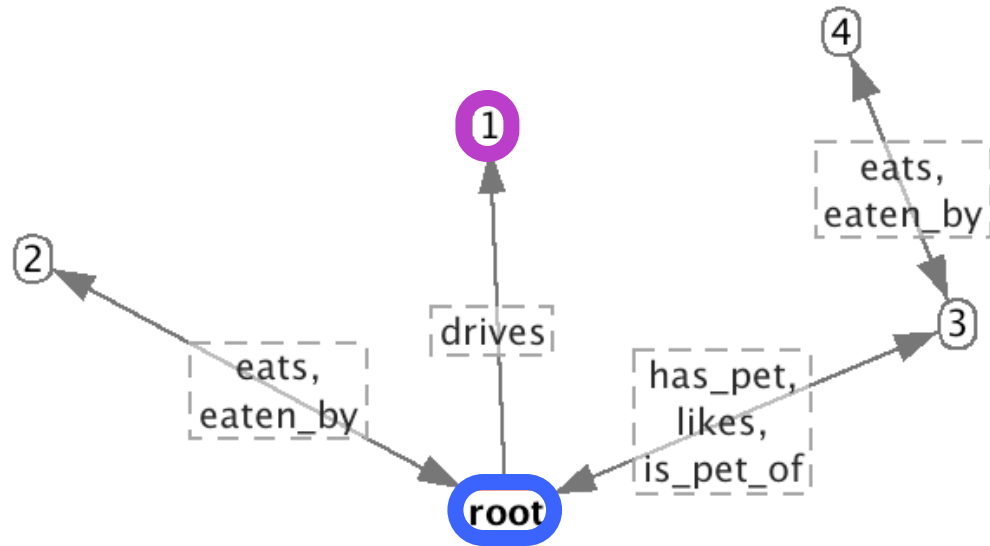 4
1
eats,
eaten_by
2
drives
3
eats,
eaten_by
has_pet,
likes,
is_pet_of
root